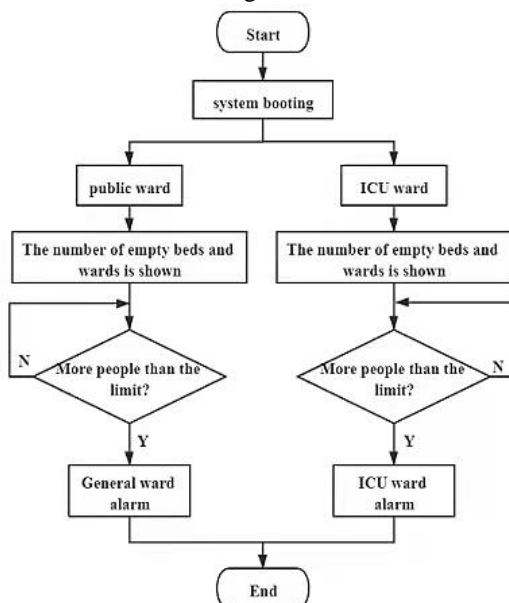 Start
system booting
public ward
ICU ward
The number of empty beds and
wards is shown
The number of empty beds and
wards is shown
N
More people than the
limit?
More people than the
limit?
N
Y
Y
General ward
alarm
ICU ward
alarm
End